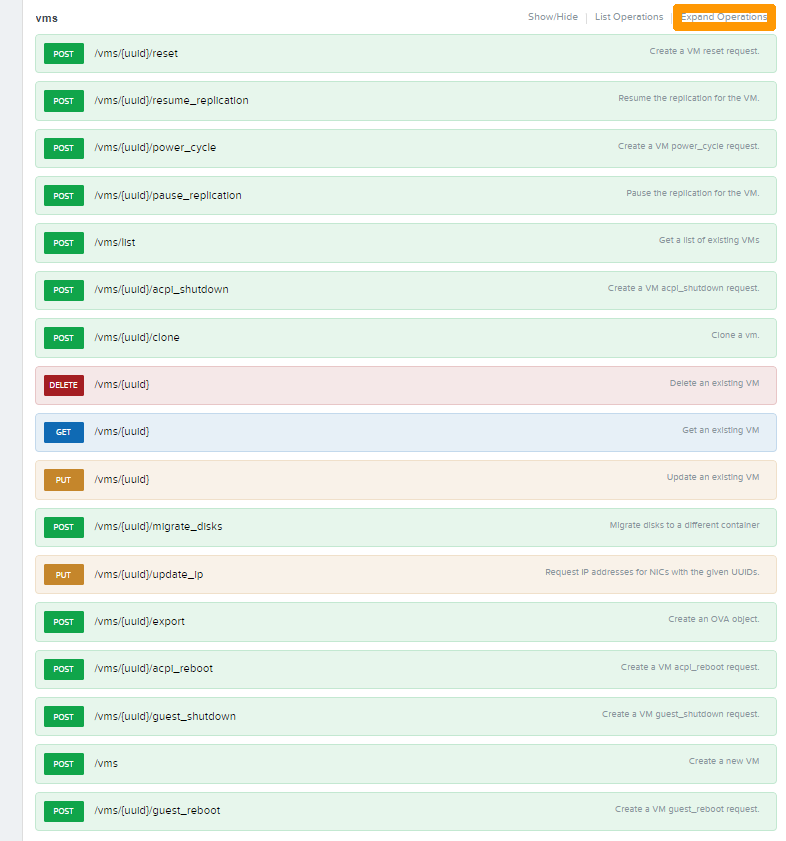 vms Show/Hide List Operations Expand Operations
POST /vms/{uuid}/reset Create a VM reset request.
POST /vms/{uuid}/resume_replication Resume the replication for the VM.
POST /vms/{uuid}/power_cycle Create a VM power_cycle request.
POST /vms/{uuid}/pause_replication Pause the replication for the VM.
POST /vms/list Get a list of existing VMs
POST /vms/{uuid}/acpi_shutdown Create a VM acpi_shutdown request.
POST /vms/{uuid}/clone Clone a vm.
DELETE /vms/{uuid} Delete an existing VM
GET /vms/{uuid} Get an existing VM
PUT /vms/{uuid} Update an existing VM
POST /vms/{uuid}/migrate_disks Migrate disks to a different container
PUT /vms/{uuid}/update_ip Request IP addresses for NICs with the given UUIDs.
POST /vms/{uuid}/export Create an OVA object.
POST /vms/{uuid}/acpi_reboot Create a VM acpi_reboot request.
POST /vms/{uuid}/guest_shutdown Create a VM guest_shutdown request.
POST /vms Create a new VM
POST /vms/{uuid}/guest_reboot Create a VM guest_reboot request.